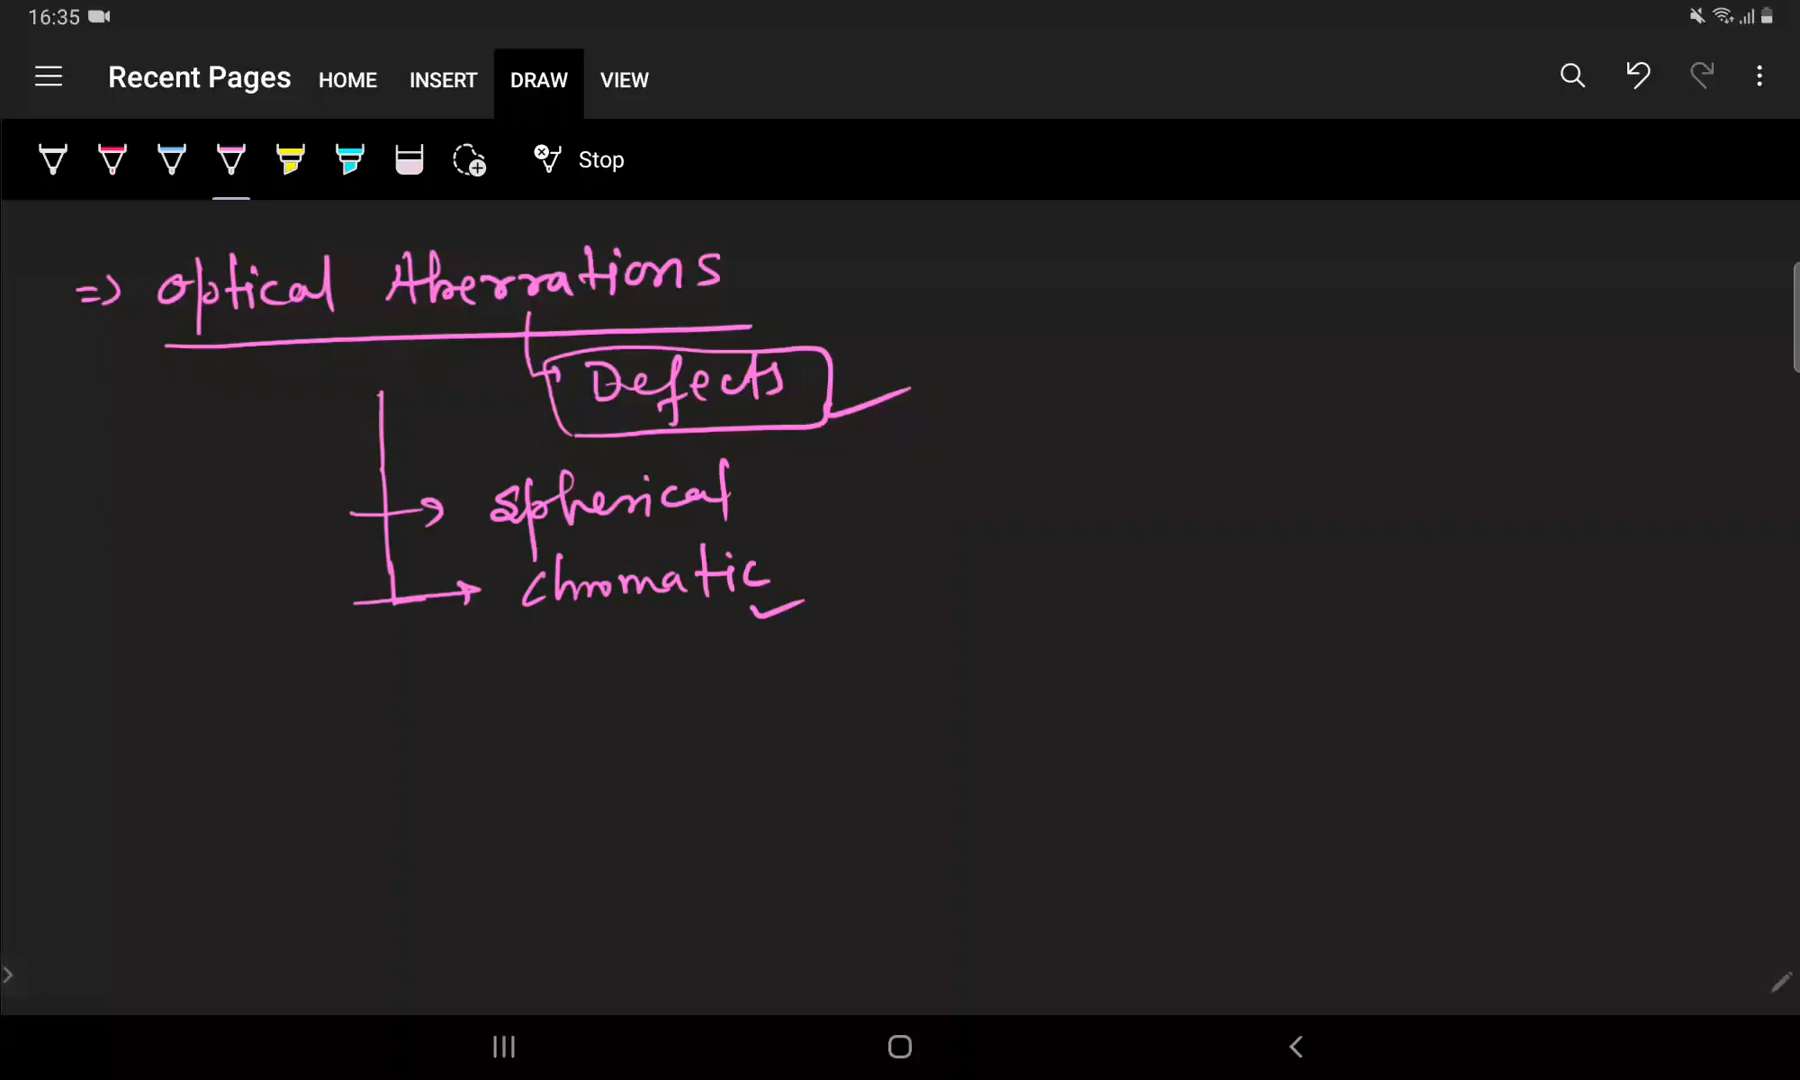 16:35
Recent Pages HOME INSERT DRAW VIEW
Stop
=> Optical Aberrations
Defects
spherical
chromatic